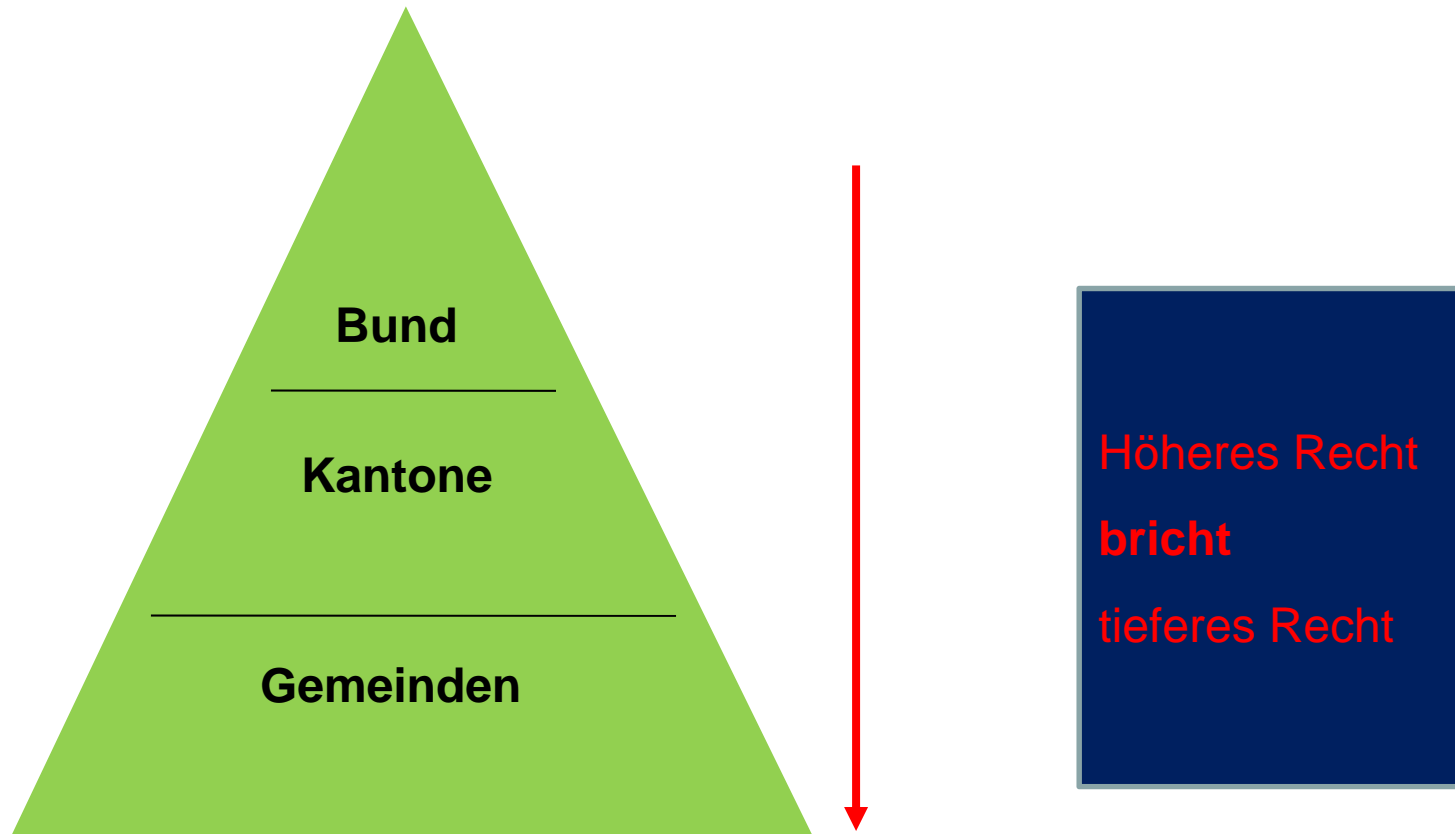 Bund
Kantone
Gemeinden
Höheres Recht
bricht
tieferes Recht